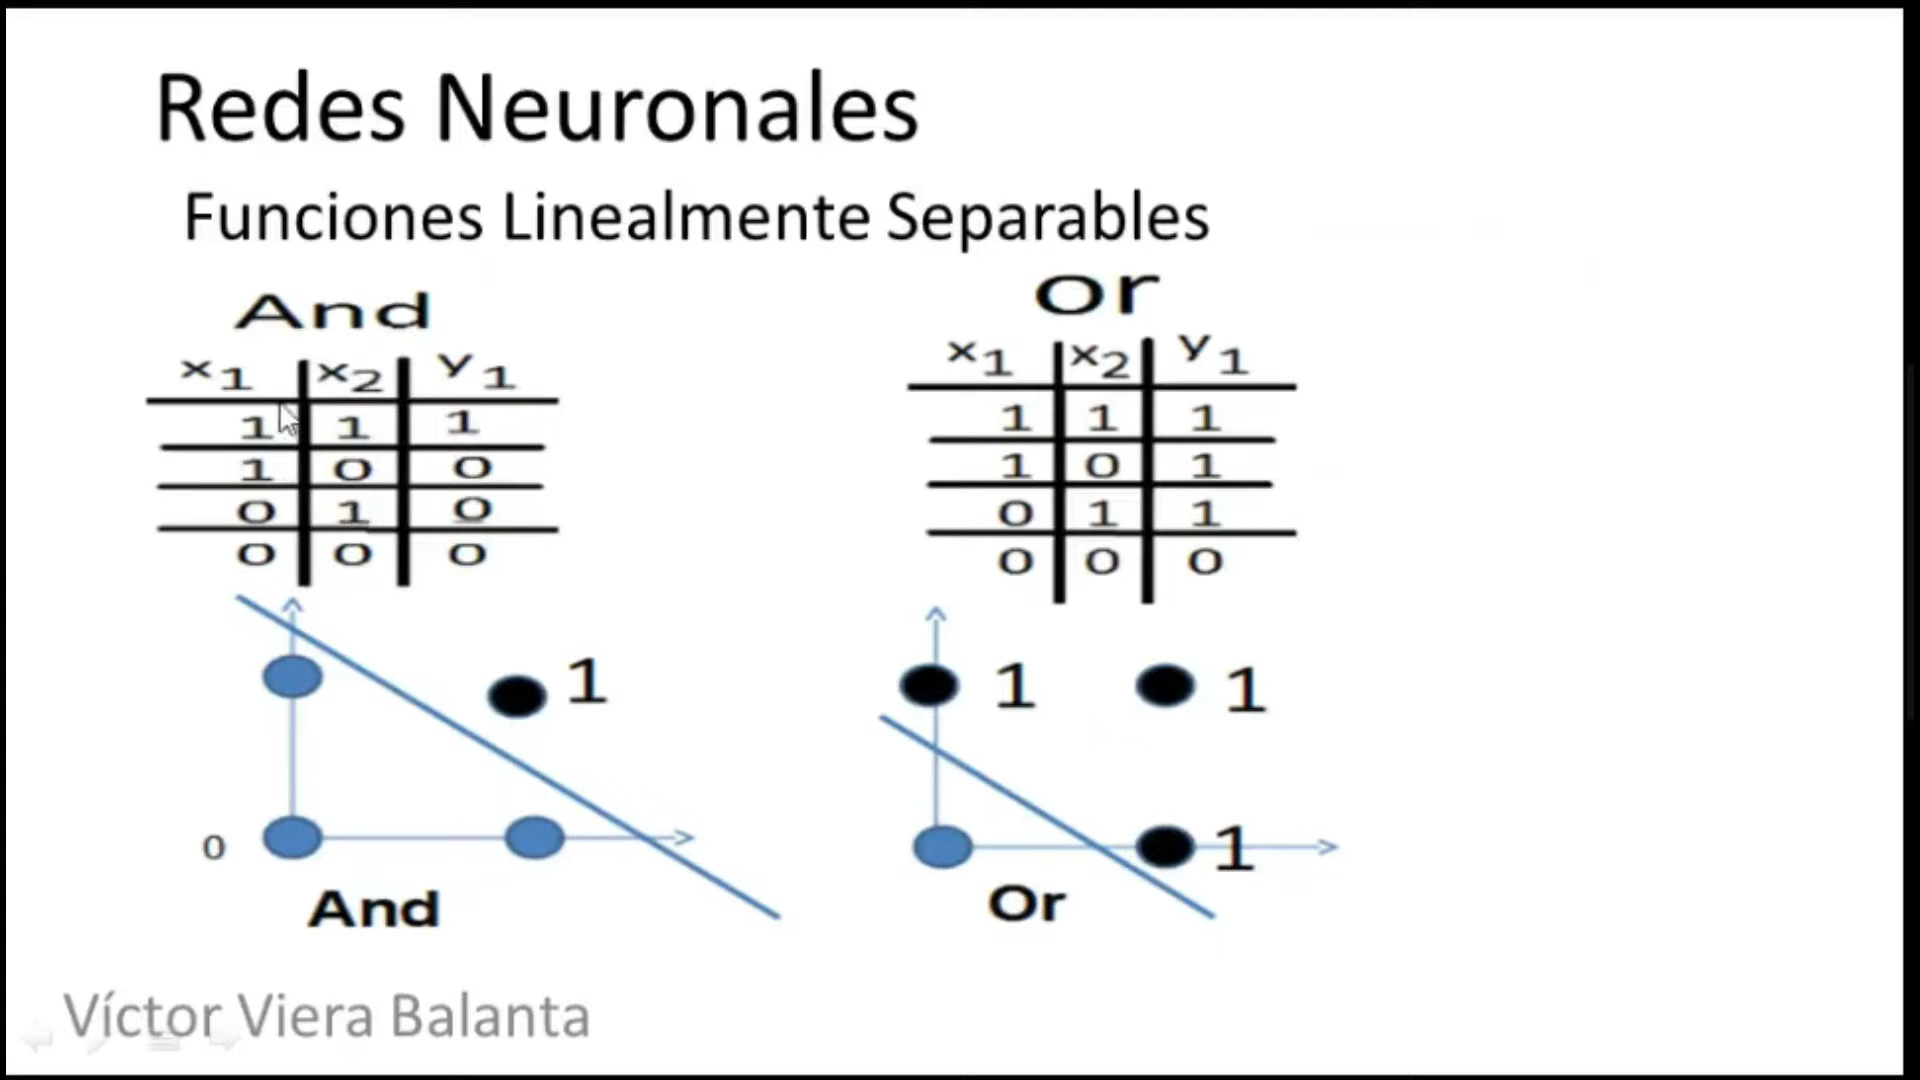 Redes Neuronales
Funciones Linealmente Separables
And
x1 x2 y1
1 1 1
1 0 0
0 1 0
0 0 0
1
0
And
or
x1 x2 y1
1 1 1
1 0 1
0 1 1
0 0 0
1 1
1
Or
Víctor Viera Balanta